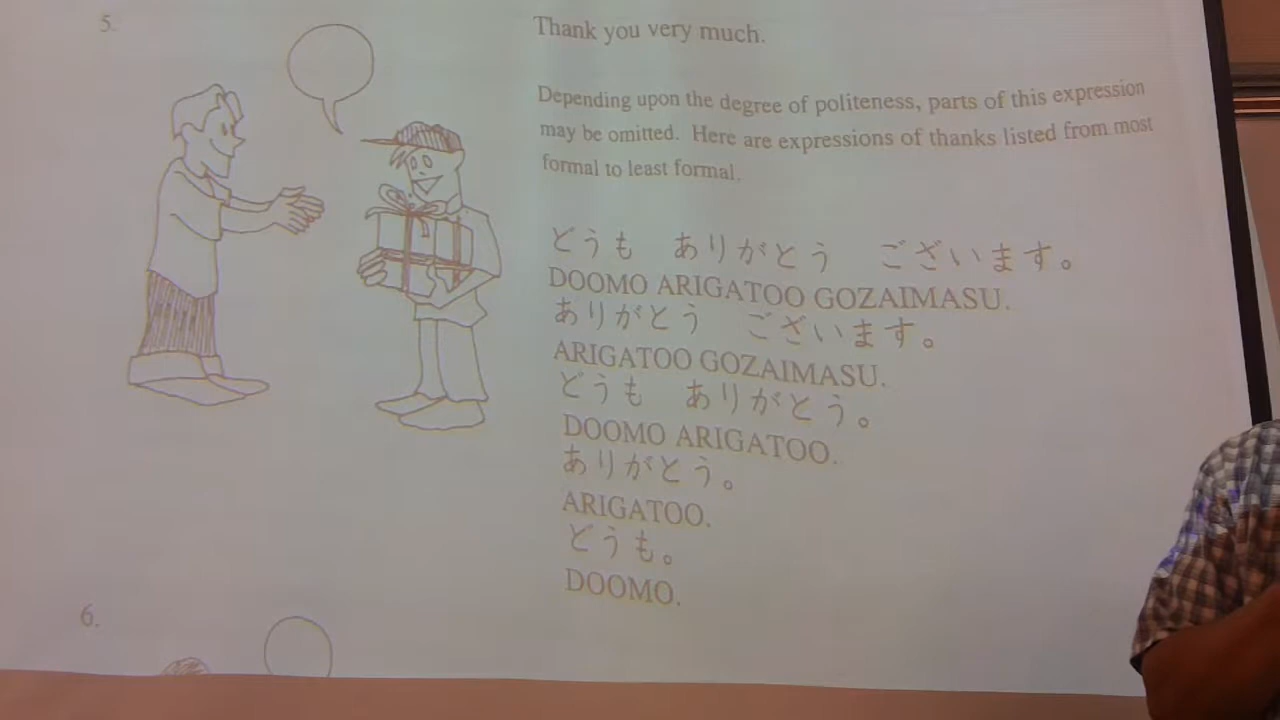 5.
Thank you very much.
Depending upon the degree of politeness, parts of this expression
may be omitted. Here are expressions of thanks listed from most
formal to least formal.
どうも ありがとう ございます。
DOOMO ARIGATOO GOZAIMASU.
ありがとう ございます。
ARIGATOO GOZAIMASU.
どうも ありがとう。
DOOMO ARIGATOO.
ありがとう。
ARIGATOO.
どうも。
DOOMO.
6.